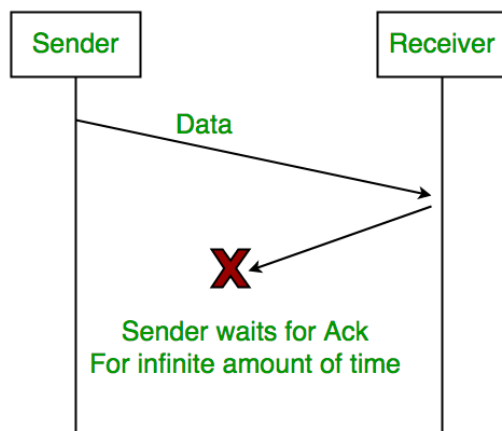 Sender
Receiver
Data
X
Sender waits for Ack
For infinite amount of time